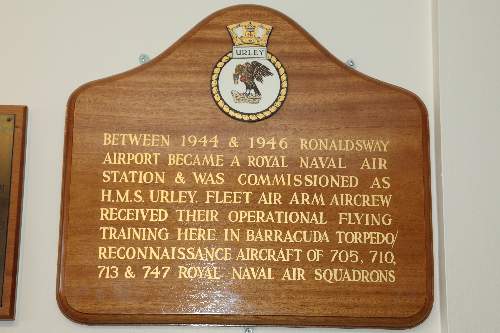 URLEY
BETWEEN 1944 & 1946 RONALDSWAY
AIRPORT BECAME A ROYAL NAVAL AIR
STATION & WAS COMMISSIONED AS
H.M.S. URLEY. FLEET AIR ARM AIRCREW
RECEIVED THEIR OPERATIONAL FLYING
TRAINING HERE IN BARRACUDA TORPEDO/
RECONNAISSANCE AIRCRAFT OF 705, 710,
713 & 747 ROYAL NAVAL AIR SQUADRONS